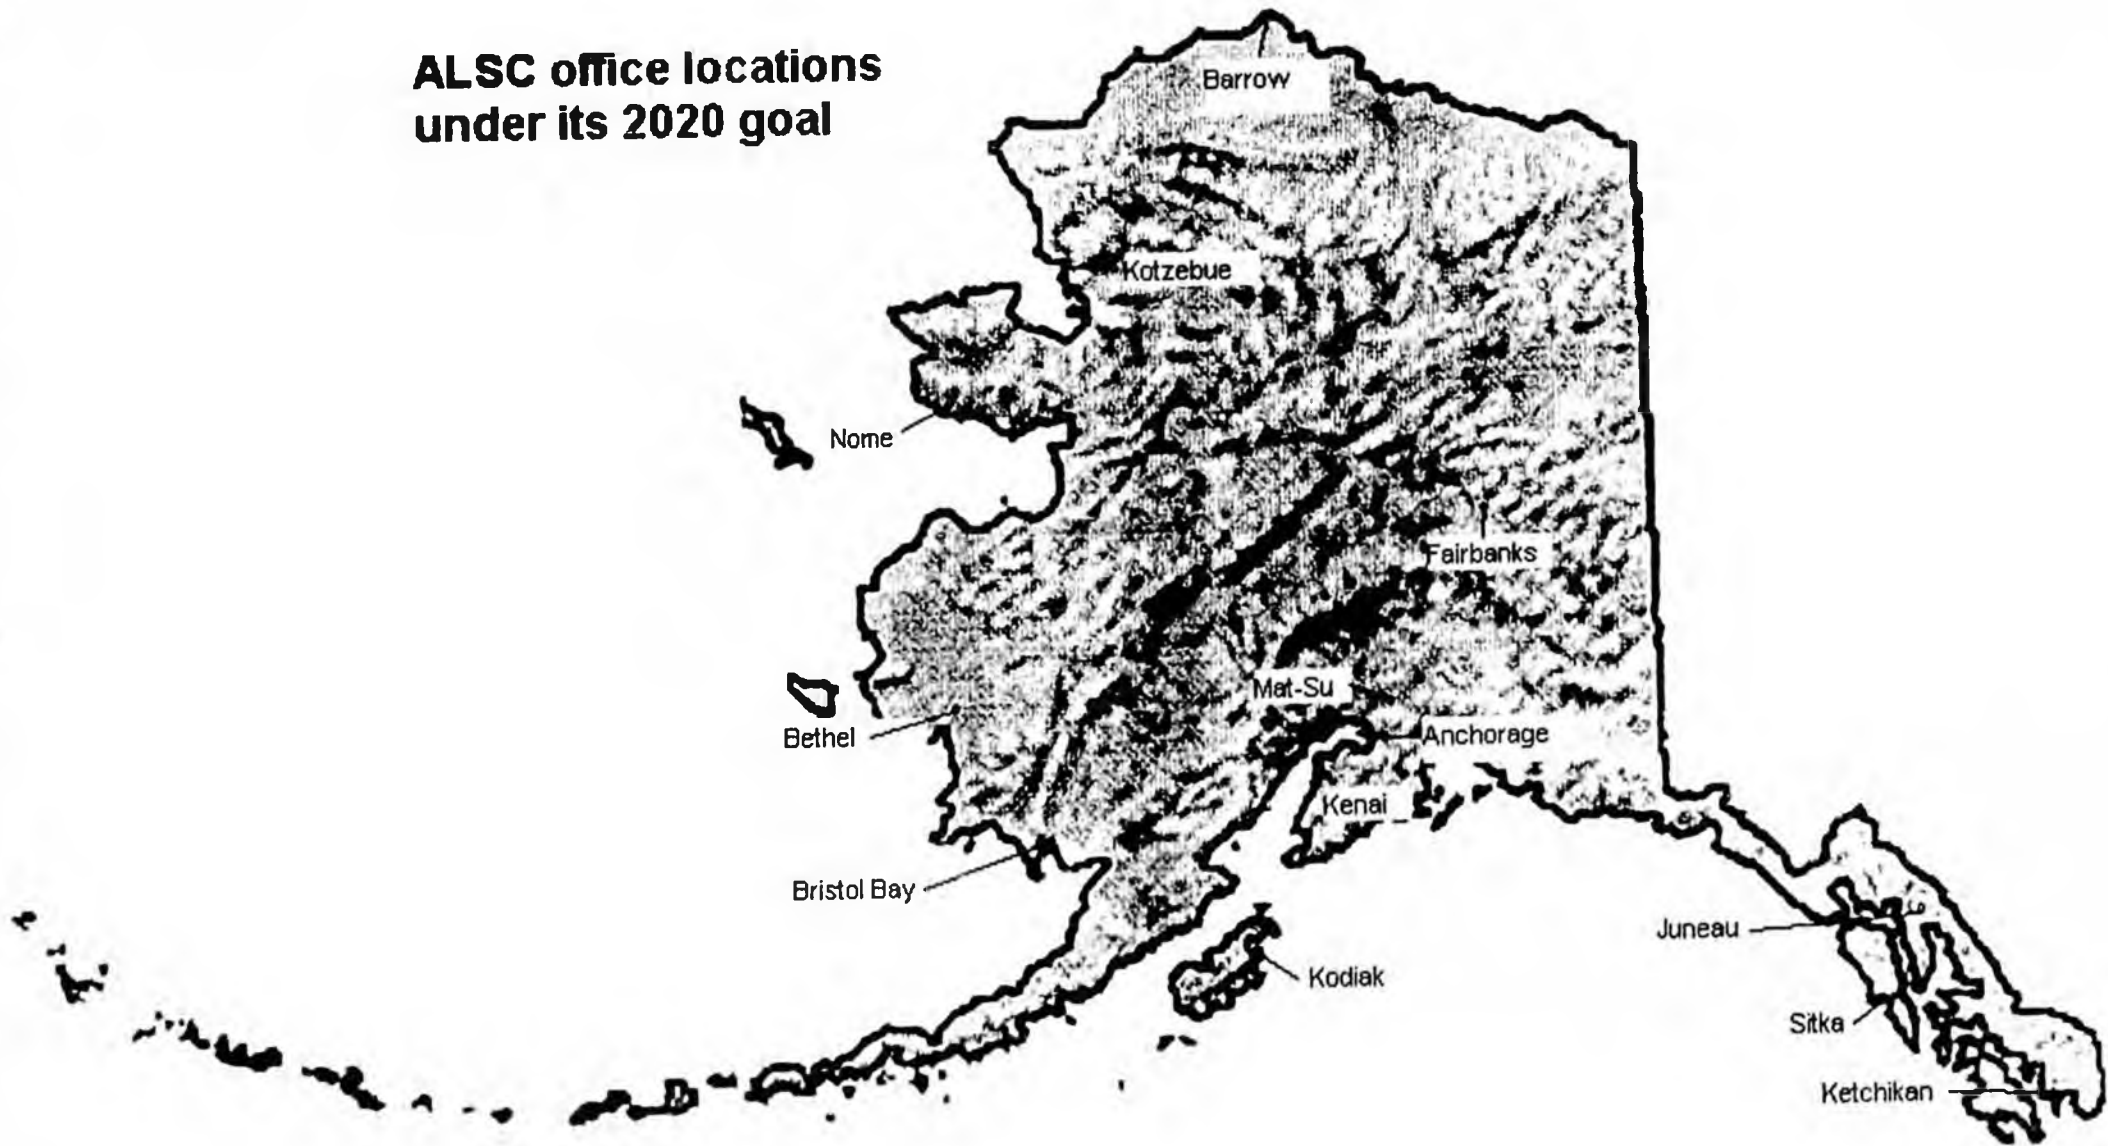 ALSC office locations
under its 2020 goal
Barrow
Kotzebue
Nome
Fairbanks
Mat-Su
Bethel
Anchorage
Kenai
Bristol Bay
Juneau
Kodiak
Sitka
Ketchikan